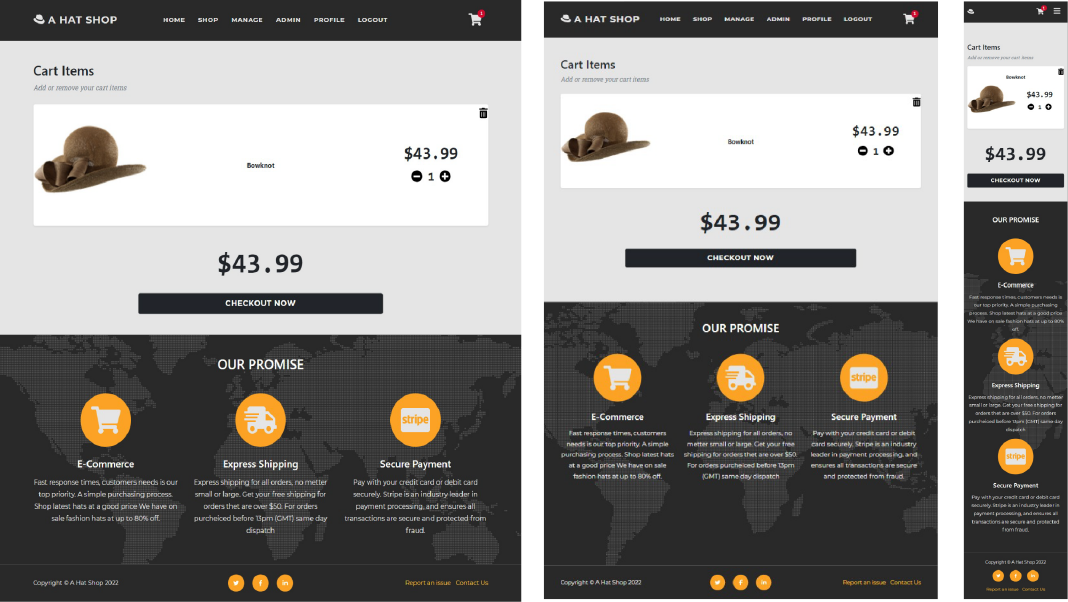 A HAT SHOP HOME SHOP MANAGE ADMIN PROFILE LOGOUT 1
Cart Items
Add or remove your cart items
Bowknot
$43.99
1
$43.99
CHECKOUT NOW
OUR PROMISE
stripe
E-Commerce Express Shipping Secure Payment
Fast response times, customers needs is our
top priority. A simple purchasing process.
Shop latest hats at a good price We have on
sale fashion hats at up to 80% off.
Express shipping for all orders, no metter
small or large. Get your free shipping for
orders that are over $50. For orders
purcheiced before 13pm (GMT) same day
dispatch
Pay with your credit card or debit card
securely. Stripe is an industry leader in
payment processing, and ensures all
transactions are secure and protected from
fraud.
Copyright © A Hat Shop 2022
Report an issue Contact Us
A HAT SHOP HOME SHOP MANAGE ADMIN PROFILE LOGOUT 1
Cart Items
Add or remove your cart items
Bowknot
$43.99
1
$43.99
CHECKOUT NOW
OUR PROMISE
stripe
E-Commerce Express Shipping Secure Payment
Fast response times, customers
needs is our top priority. A simple
purchasing process. Shop latest hats
at a good price We have on sale
fashion hats at up to 80% off.
Express shipping for all orders, no
metter small or large. Get your free
shipping for orders that are over $50.
For orders purcheiced before 13pm
(GMT) same day dispatch
Pay with your credit card or debit
card securely. Stripe is an industry
leader in payment processing, and
ensures all transactions are secure
and protected from fraud.
Copyright © A Hat Shop 2022
Report an issue Contact Us
1
Cart Items
Add or remove your cart items
Bowknot
$43.99
1
$43.99
CHECKOUT NOW
OUR PROMISE
E-Commerce
Fast response times, customers needs is
our top priority. A simple purchasing
process. Shop latest hats at a good price
We have on sale fashion hats at up to 80%
off.
Express Shipping
Express shipping for all orders, no metter
small or large. Get your free shipping for
orders that are over $50. For orders
purcheiced before 13pm (GMT) same day
dispatch
stripe
Secure Payment
Pay with your credit card or debit card
securely. Stripe is an industry leader in
payment processing, and ensures all
transactions are secure and protected
from fraud.
Copyright © A Hat Shop 2022
Report an issue Contact Us